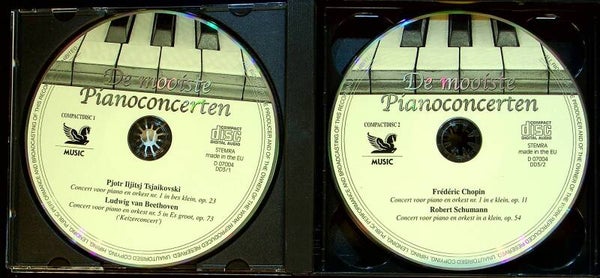 De mooiste
Pianoconcerten
COMPACTDISC 1
MUSIC
COMPACT
disc
DIGITAL AUDIO
STEMRA
made in the EU
D 07004
DD5/1
Pjotr Iljitsj Tsjaikovski
Concert voor piano en orkest nr. 1 in bes klein, op. 23
Ludwig van Beethoven
Concert voor piano en orkest nr. 5 in Es groot, op. 73
('Keizerconcert')
De mooiste
Pianoconcerten
COMPACTDISC 2
MUSIC
COMPACT
disc
DIGITAL AUDIO
STEMRA
made in the EU
D 07004
DD5/2
Frédéric Chopin
Concert voor piano en orkest nr. 1 in e klein, op. 11
Robert Schumann
Concert voor piano en orkest in a klein, op. 54